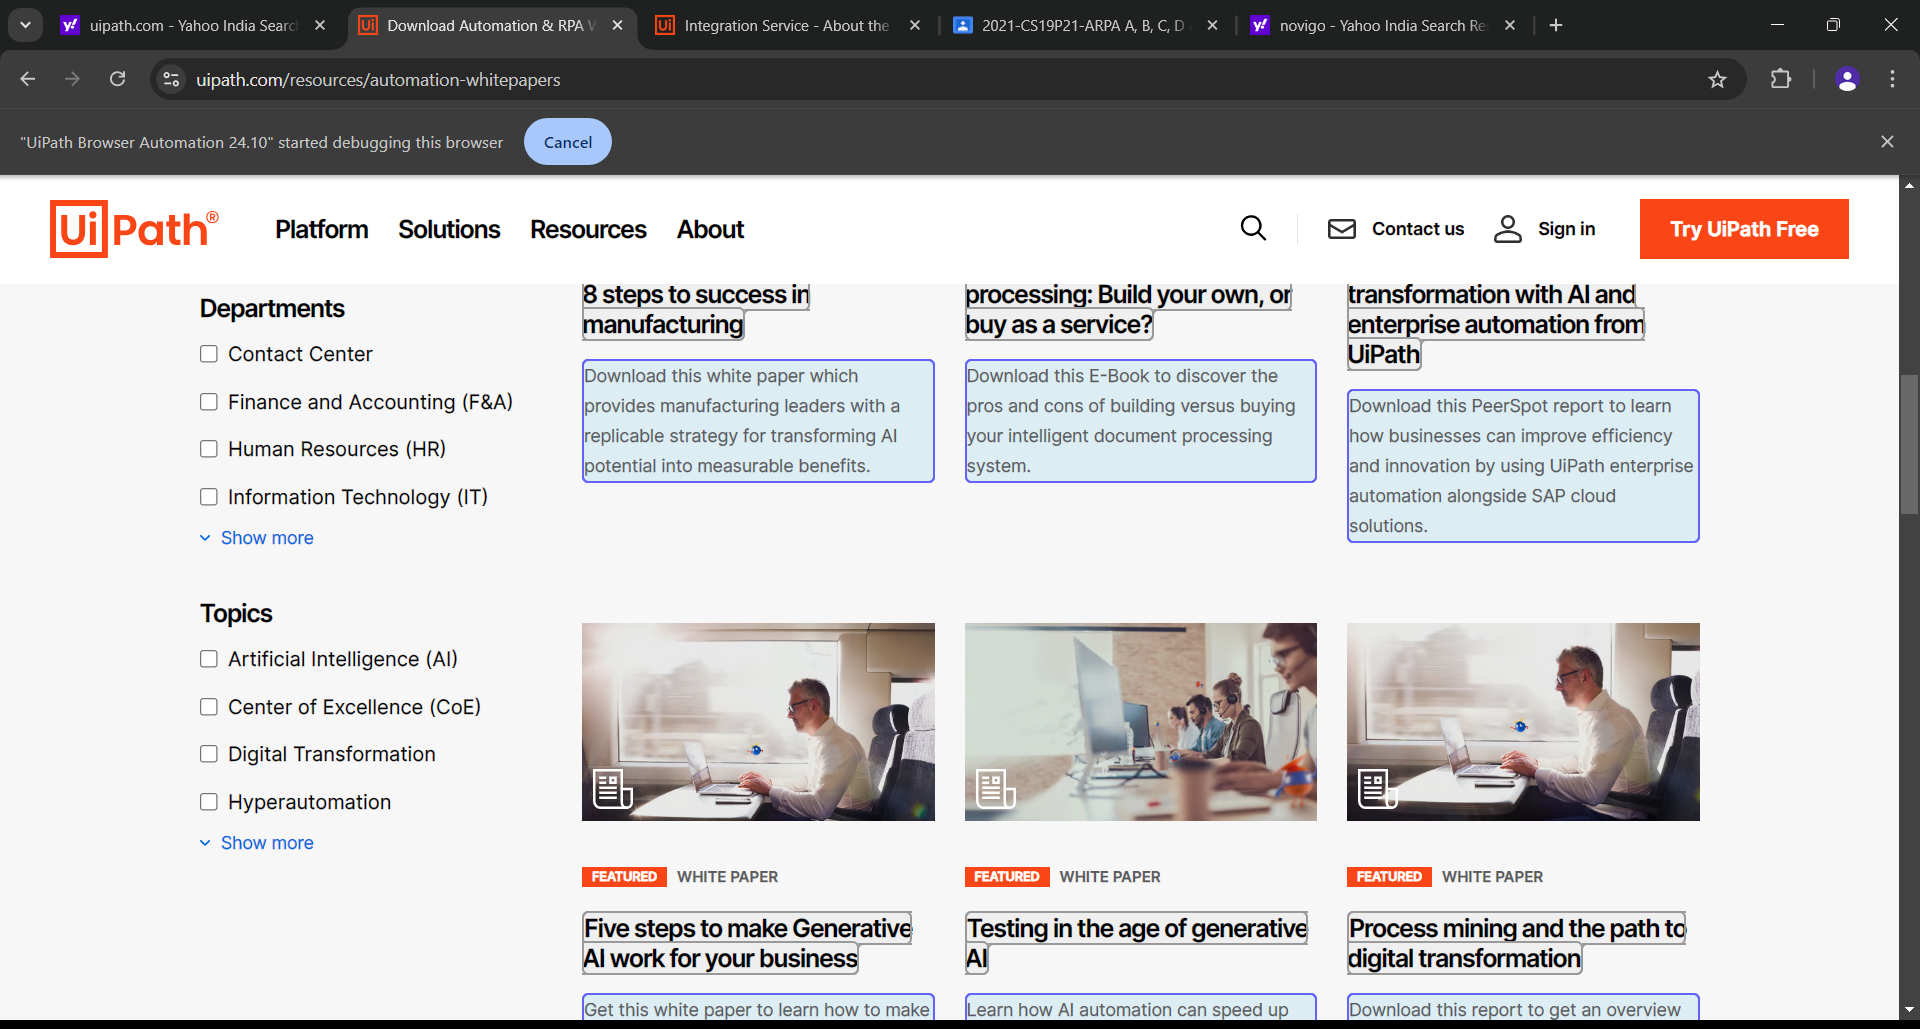 uipath.com - Yahoo India Searc
Download Automation & RPA W
Integration Service - About the
2021-CS19P21-ARPA A, B, C, D
novigo - Yahoo India Search Re
uipath.com/resources/automation-whitepapers
"UiPath Browser Automation 24.10" started debugging this browser
Cancel
UiPath®
Platform
Solutions
Resources
About
Contact us
Sign in
Try UiPath Free
Departments
Contact Center
Finance and Accounting (F&A)
Human Resources (HR)
Information Technology (IT)
Show more
Topics
Artificial Intelligence (AI)
Center of Excellence (CoE)
Digital Transformation
Hyperautomation
Show more
8 steps to success in
manufacturing
Download this white paper which
provides manufacturing leaders with a
replicable strategy for transforming AI
potential into measurable benefits.
processing: Build your own, or
buy as a service?
Download this E-Book to discover the
pros and cons of building versus buying
your intelligent document processing
system.
transformation with AI and
enterprise automation from
UiPath
Download this PeerSpot report to learn
how businesses can improve efficiency
and innovation by using UiPath enterprise
automation alongside SAP cloud
solutions.
FEATURED WHITE PAPER
Five steps to make Generative
AI work for your business
Get this white paper to learn how to make
FEATURED WHITE PAPER
Testing in the age of generative
AI
Learn how AI automation can speed up
FEATURED WHITE PAPER
Process mining and the path to
digital transformation
Download this report to get an overview